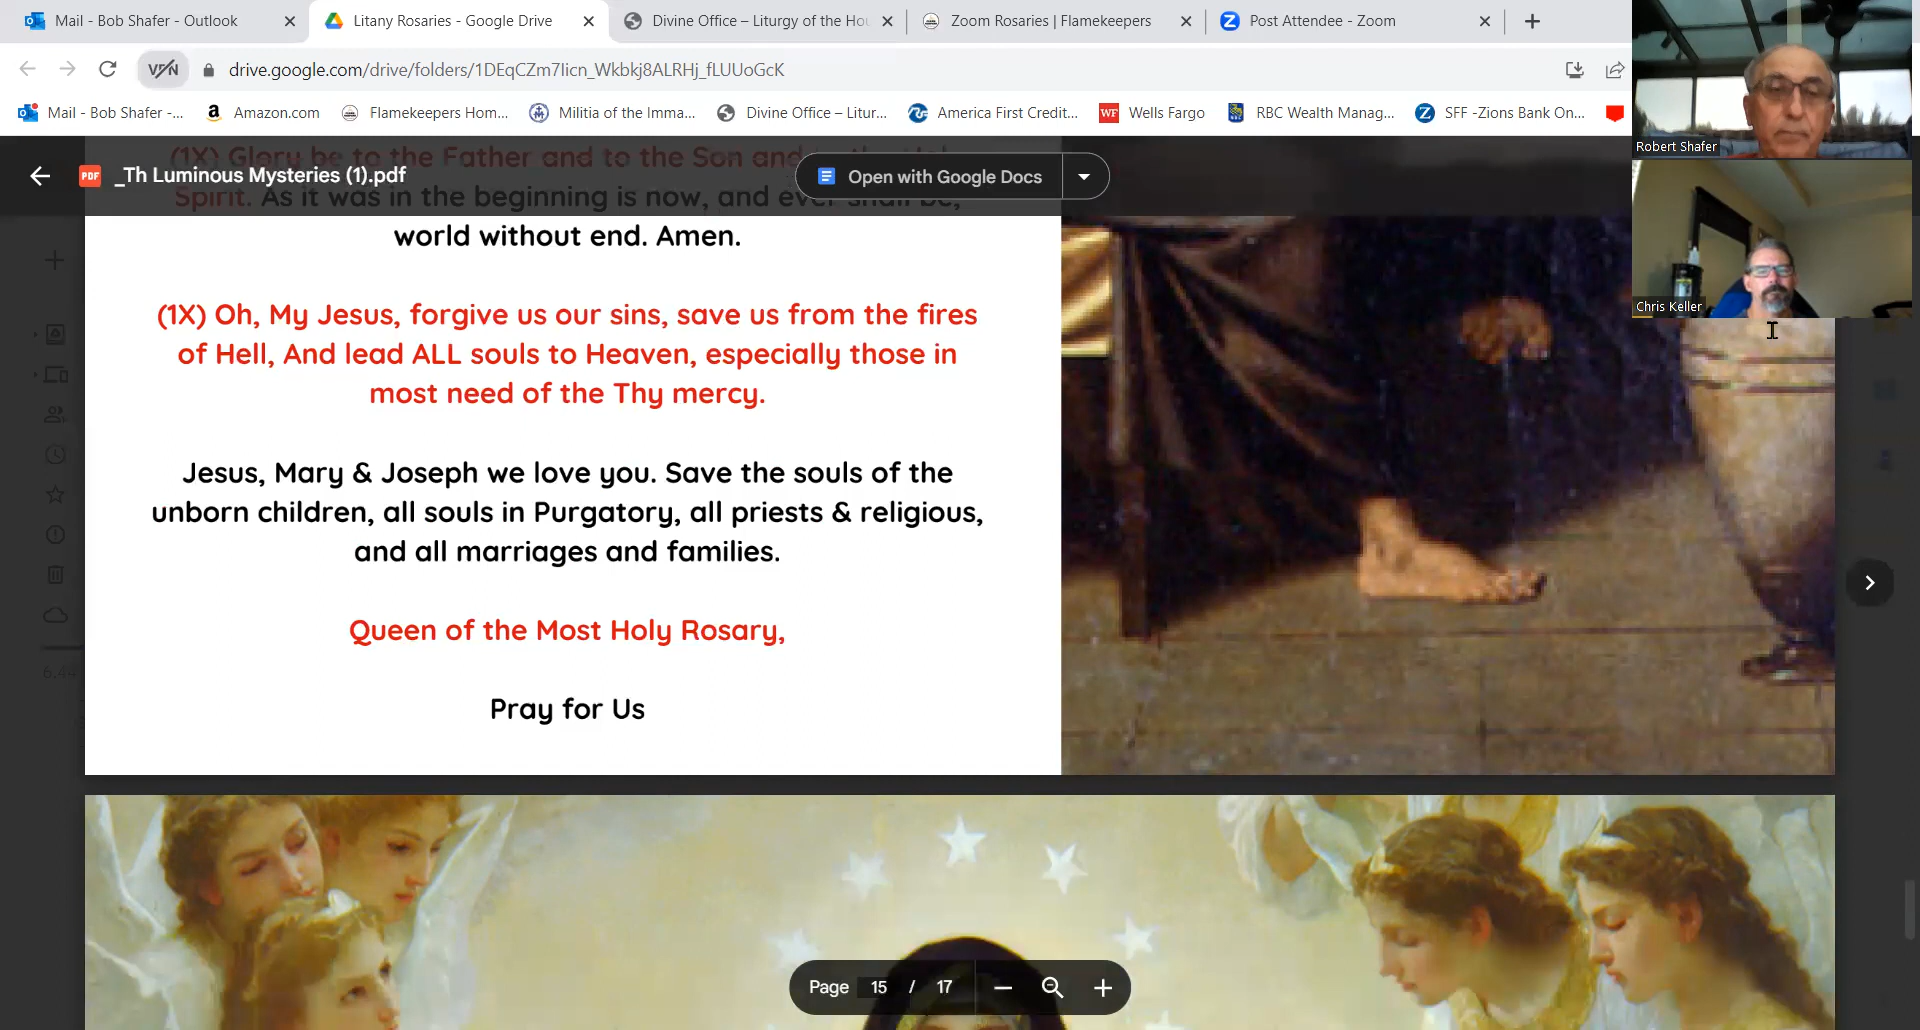 Mail - Bob Shafer - Outlook
Litany Rosaries - Google Drive
Divine Office – Liturgy of the Hou
Zoom Rosaries | Flamekeepers
Post Attendee - Zoom
VPN
drive.google.com/drive/folders/1DEqCZm7Iicn_Wkbkj8ALRHj_fLUUoGcK
Mail - Bob Shafer -...
Amazon.com
Flamekeepers Hom...
Militia of the Imma...
Divine Office – Litur...
America First Credit...
WF Wells Fargo
RBC Wealth Manag...
SFF -Zions Bank On...
Robert Shafer
Chris Keller
PDF _Th Luminous Mysteries (1).pdf
Open with Google Docs
(1X) Glory be to the Father and to the Son and
Spirit. As it was in the beginning is now, and ever shall be,
world without end. Amen.
(1X) Oh, My Jesus, forgive us our sins, save us from the fires
of Hell, And lead ALL souls to Heaven, especially those in
most need of the Thy mercy.
Jesus, Mary & Joseph we love you. Save the souls of the
unborn children, all souls in Purgatory, all priests & religious,
and all marriages and families.
Queen of the Most Holy Rosary,
Pray for Us
6.44
Page 15 / 17